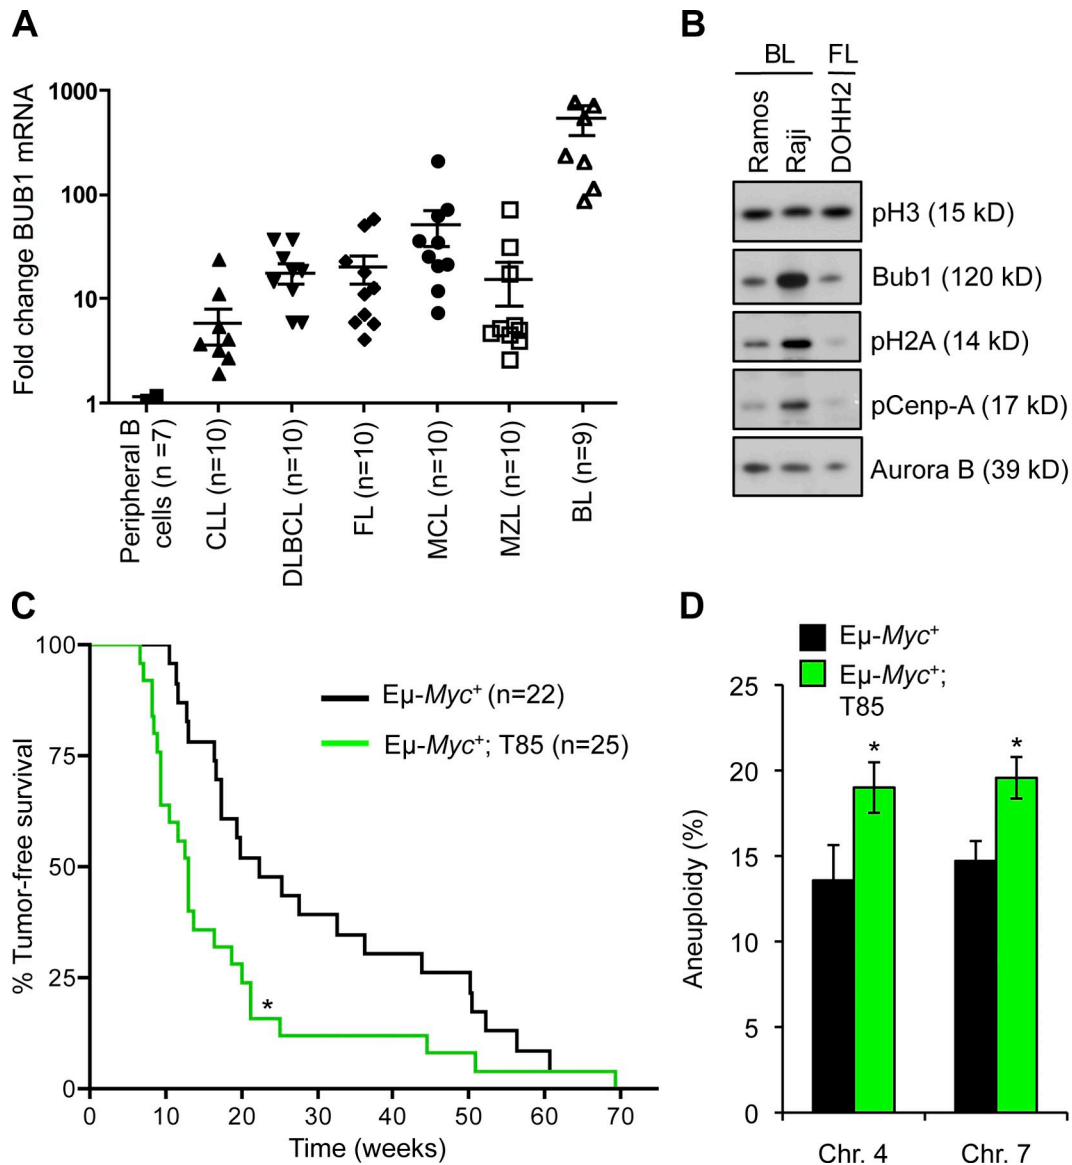 A
Fold change BUB1 mRNA
1000
100
10
1
Peripheral B
cells (n =7)
CLL (n=10)
DLBCL (n=10)
FL (n=10)
MCL (n=10)
MZL (n=10)
BL (n=9)
B
BL FL
Ramos
Raji
DOHH2
pH3 (15 kD)
Bub1 (120 kD)
pH2A (14 kD)
pCenp-A (17 kD)
Aurora B (39 kD)
C
% Tumor-free survival
100
75
50
25
0
Eμ-Myc+ (n=22)
Eμ-Myc+; T85 (n=25)
*
0 10 20 30 40 50 60 70
Time (weeks)
D
Eμ-Myc+
Eμ-Myc+;
T85
Aneuploidy (%)
25
20
15
10
5
0
* *
Chr. 4 Chr. 7